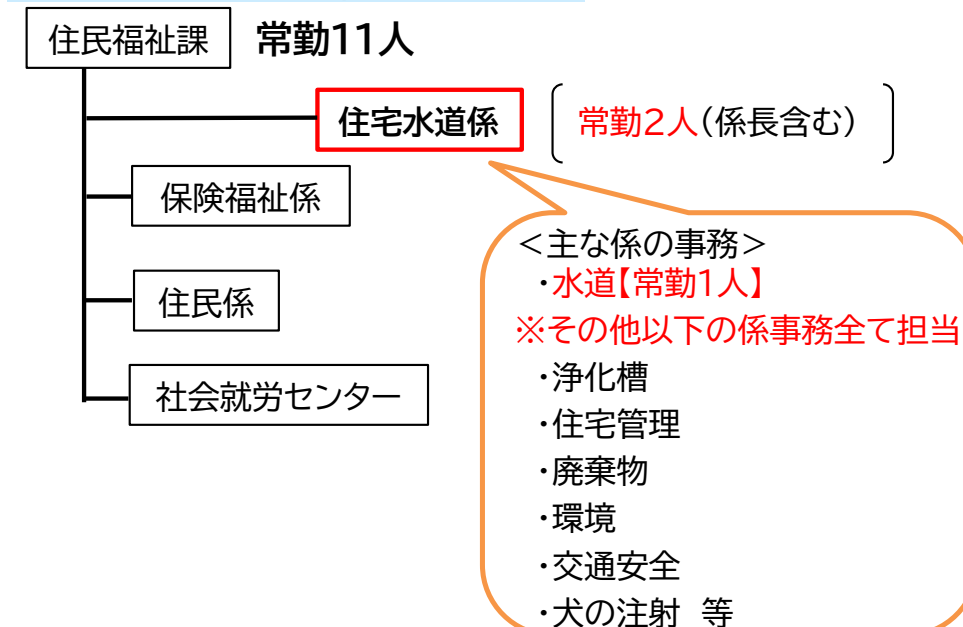 住民福祉課 常勤11人
住宅水道係 常勤2人(係長含む)
保険福祉係
住民係
社会就労センター
＜主な係の事務＞
・水道【常勤1人】
※その他以下の係事務全て担当
・浄化槽
・住宅管理
・廃棄物
・環境
・交通安全
・犬の注射 等